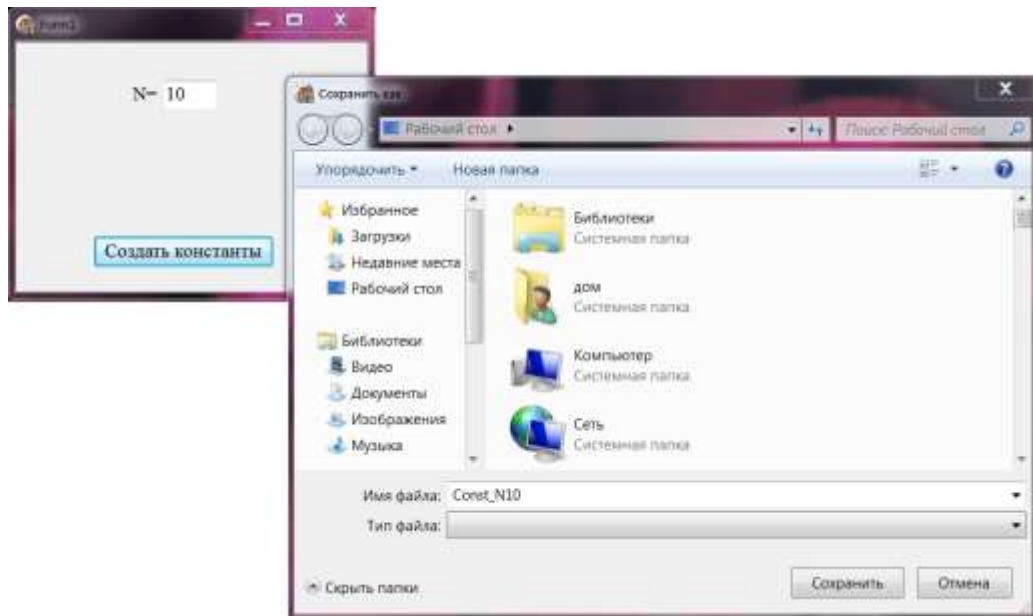 Form1
N= 10
Создать константы
Сохранить как
Рабочий стол
Поиск: Рабочий стол
Упорядочить
Новая папка
Избранное
Загрузки
Недавние места
Рабочий стол
Библиотеки
Видео
Документы
Изображения
Музыка
Библиотеки
Системная папка
дом
Системная папка
Компьютер
Системная папка
Сеть
Системная папка
Имя файла: Const_N10
Тип файла:
Скрыть папки
Сохранить
Отмена